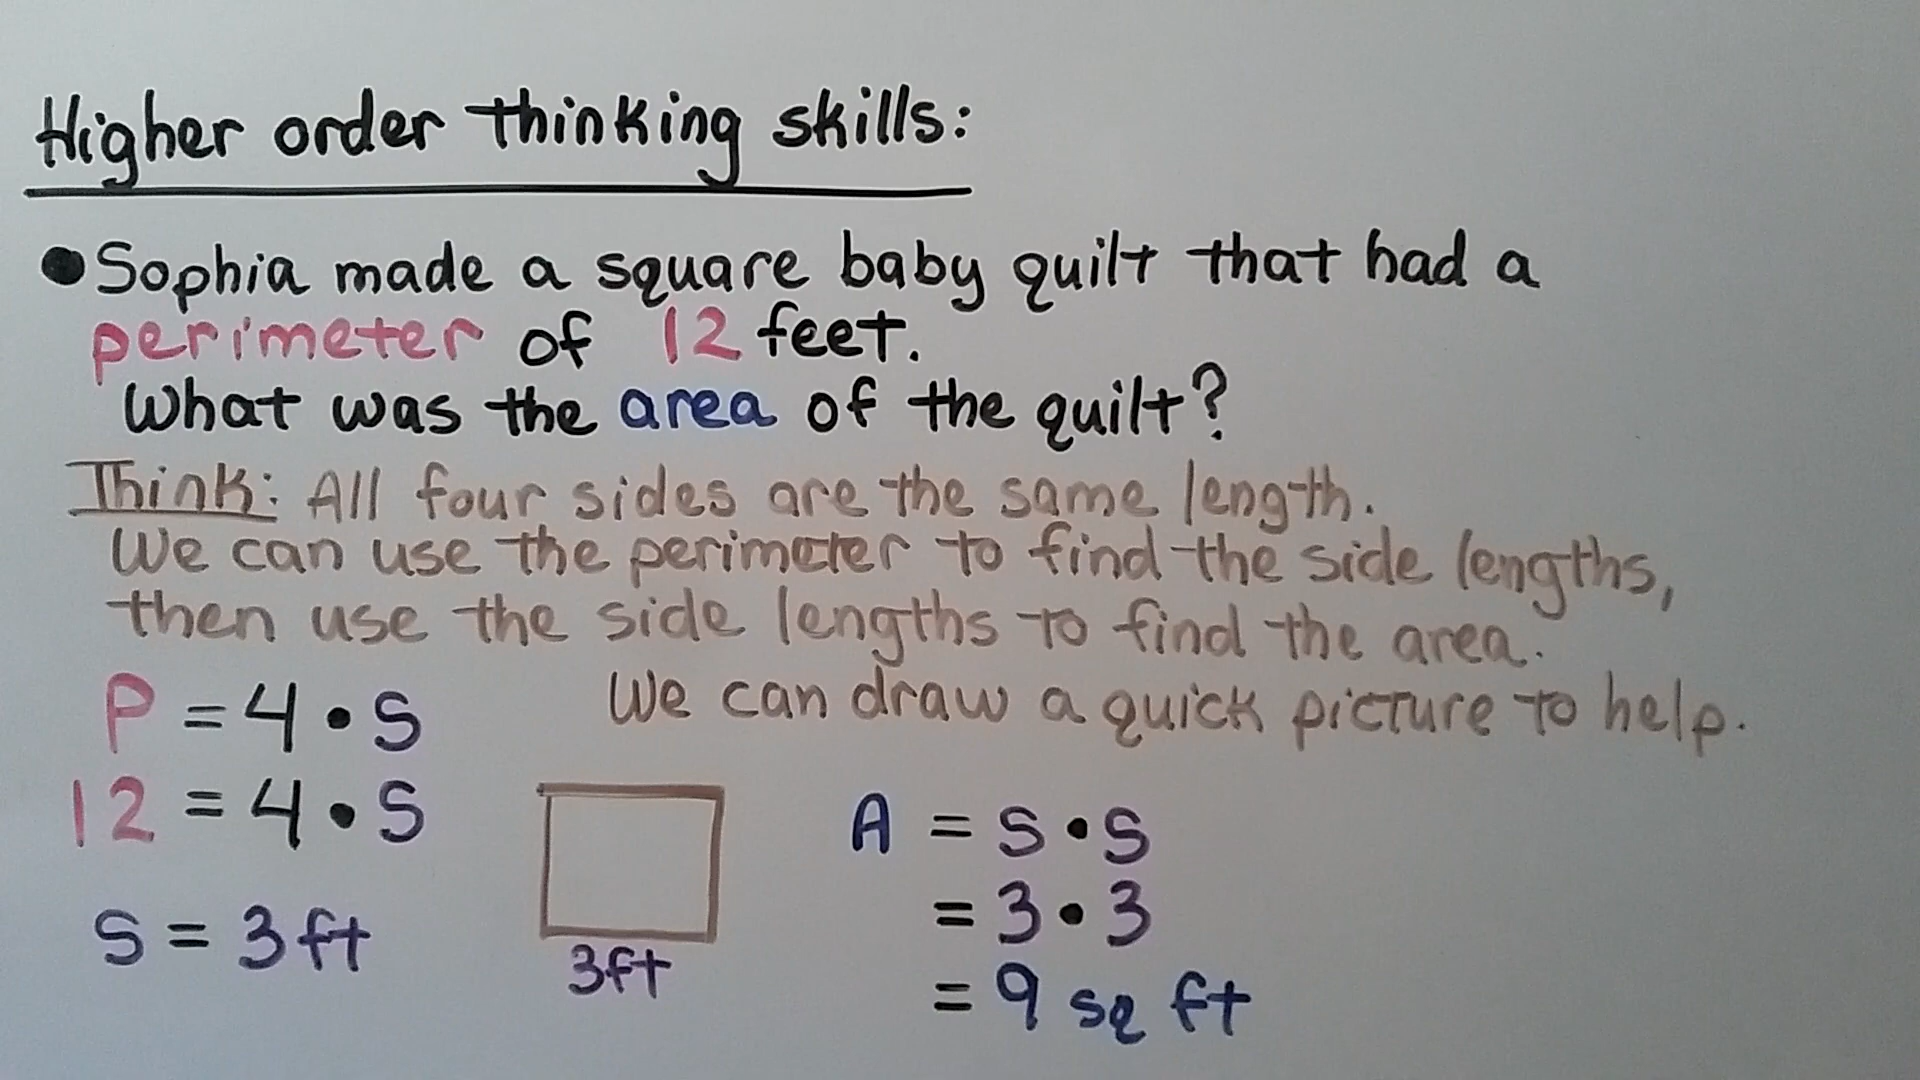 Higher order thinking skills:
● Sophia made a square baby quilt that had a
perimeter of 12 feet.
What was the area of the quilt?
Think: All four sides are the same length.
We can use the perimeter to find the side lengths,
then use the side lengths to find the area.
We can draw a quick picture to help.
P = 4 • S
12 = 4 • S
S = 3 ft
3ft
A = S • S
= 3 • 3
= 9 sq ft